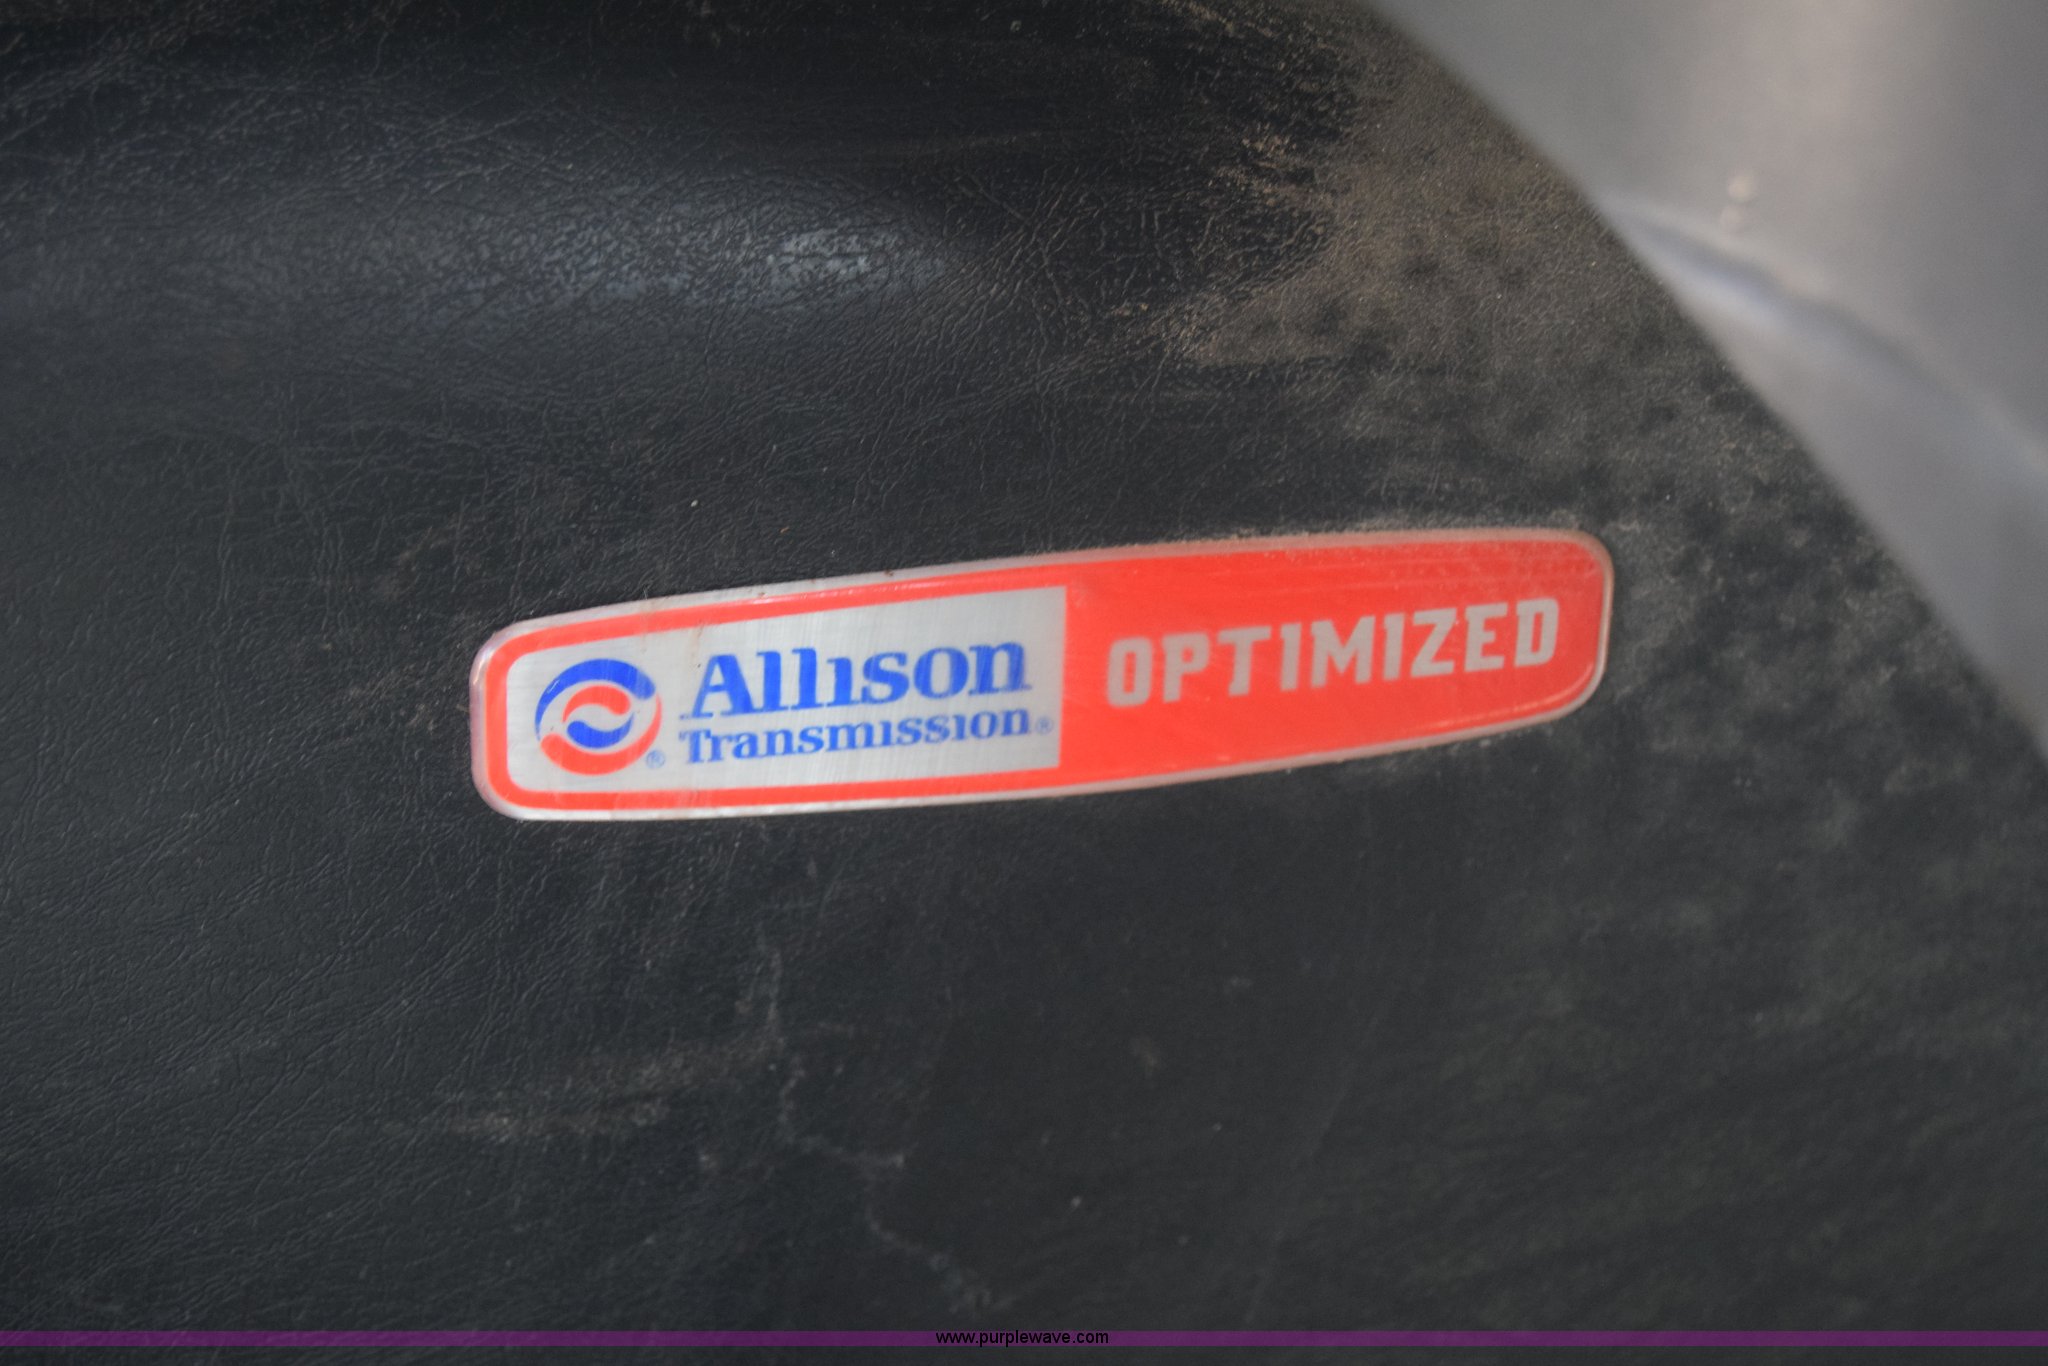 Allison
Transmission®
®
OPTIMIZED
www.purplewave.com